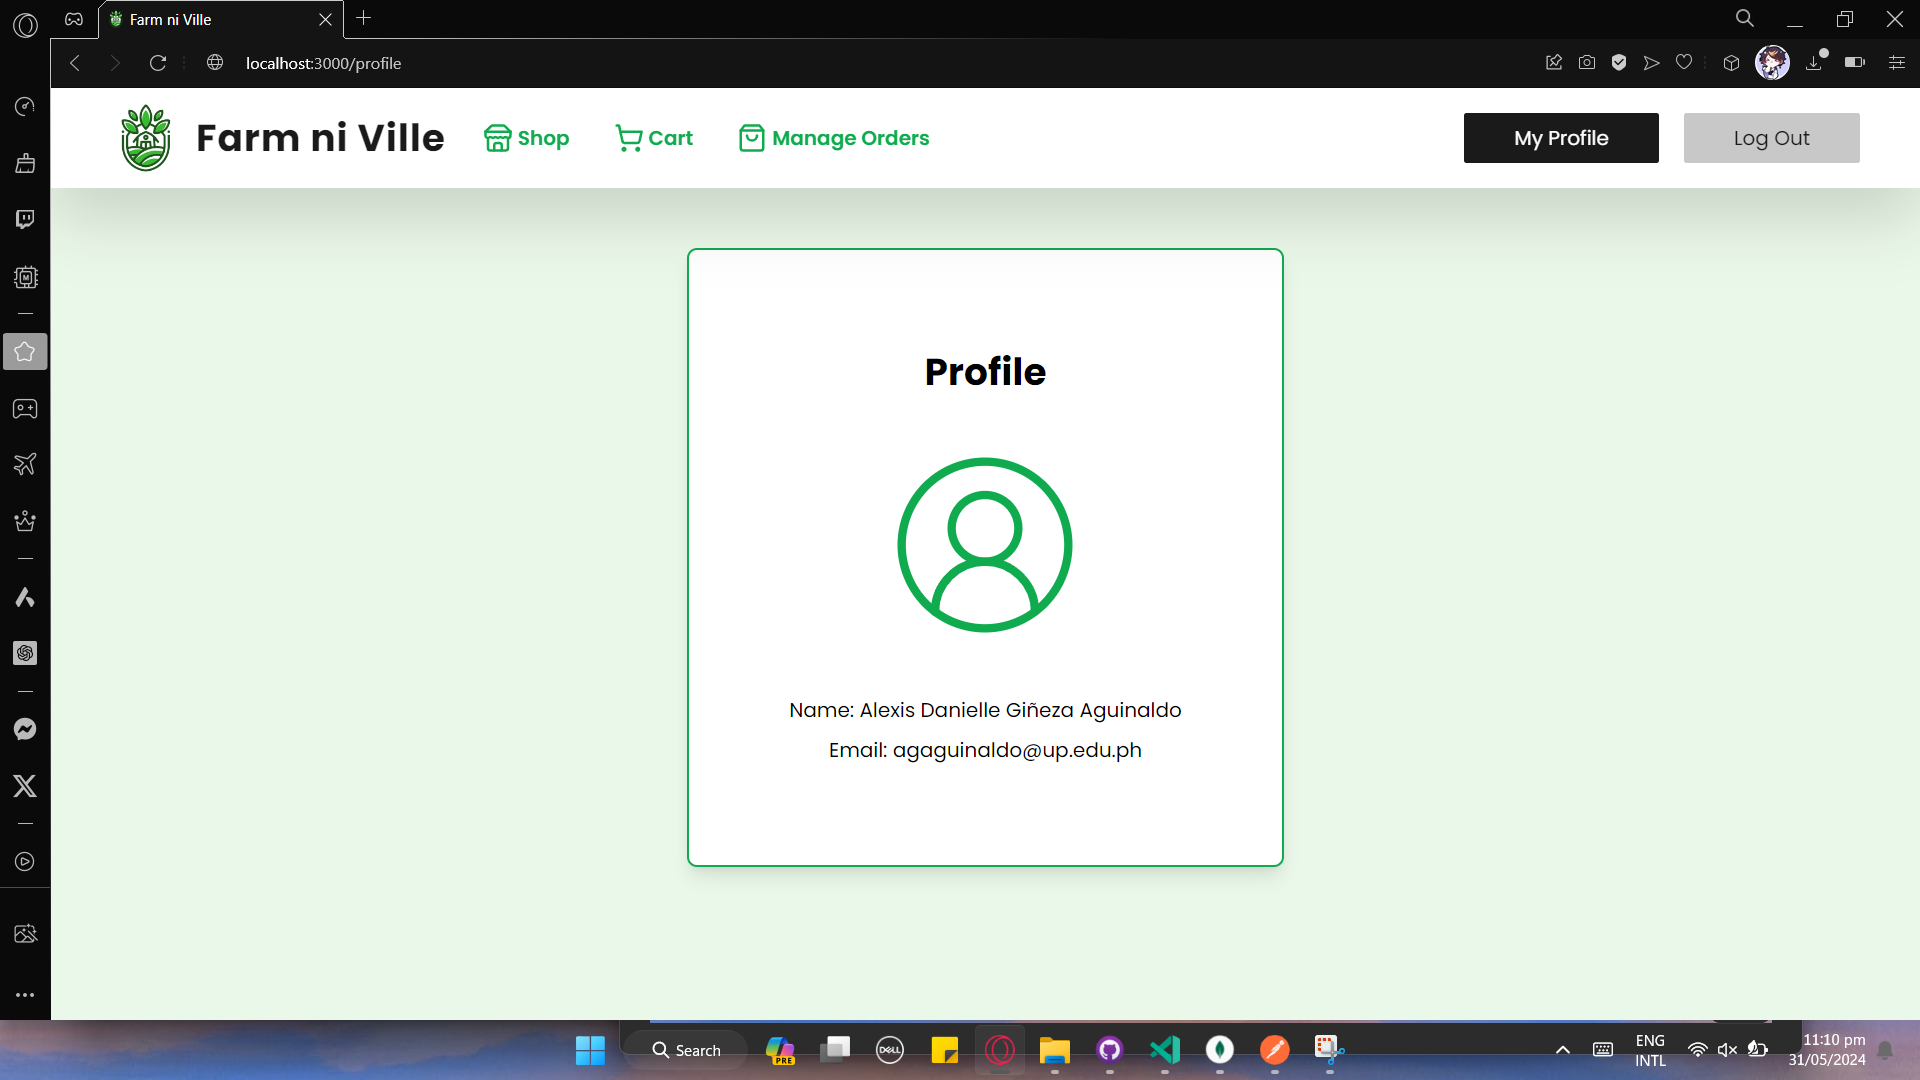 Farm ni Ville
localhost:3000/profile
Farm ni Ville
Shop
Cart
Manage Orders
My Profile
Log Out
Profile
Name: Alexis Danielle Giñeza Aguinaldo
Email: agaguinaldo@up.edu.ph
Search
PRE
DELL
ENG
INTL
11:10 pm
31/05/2024